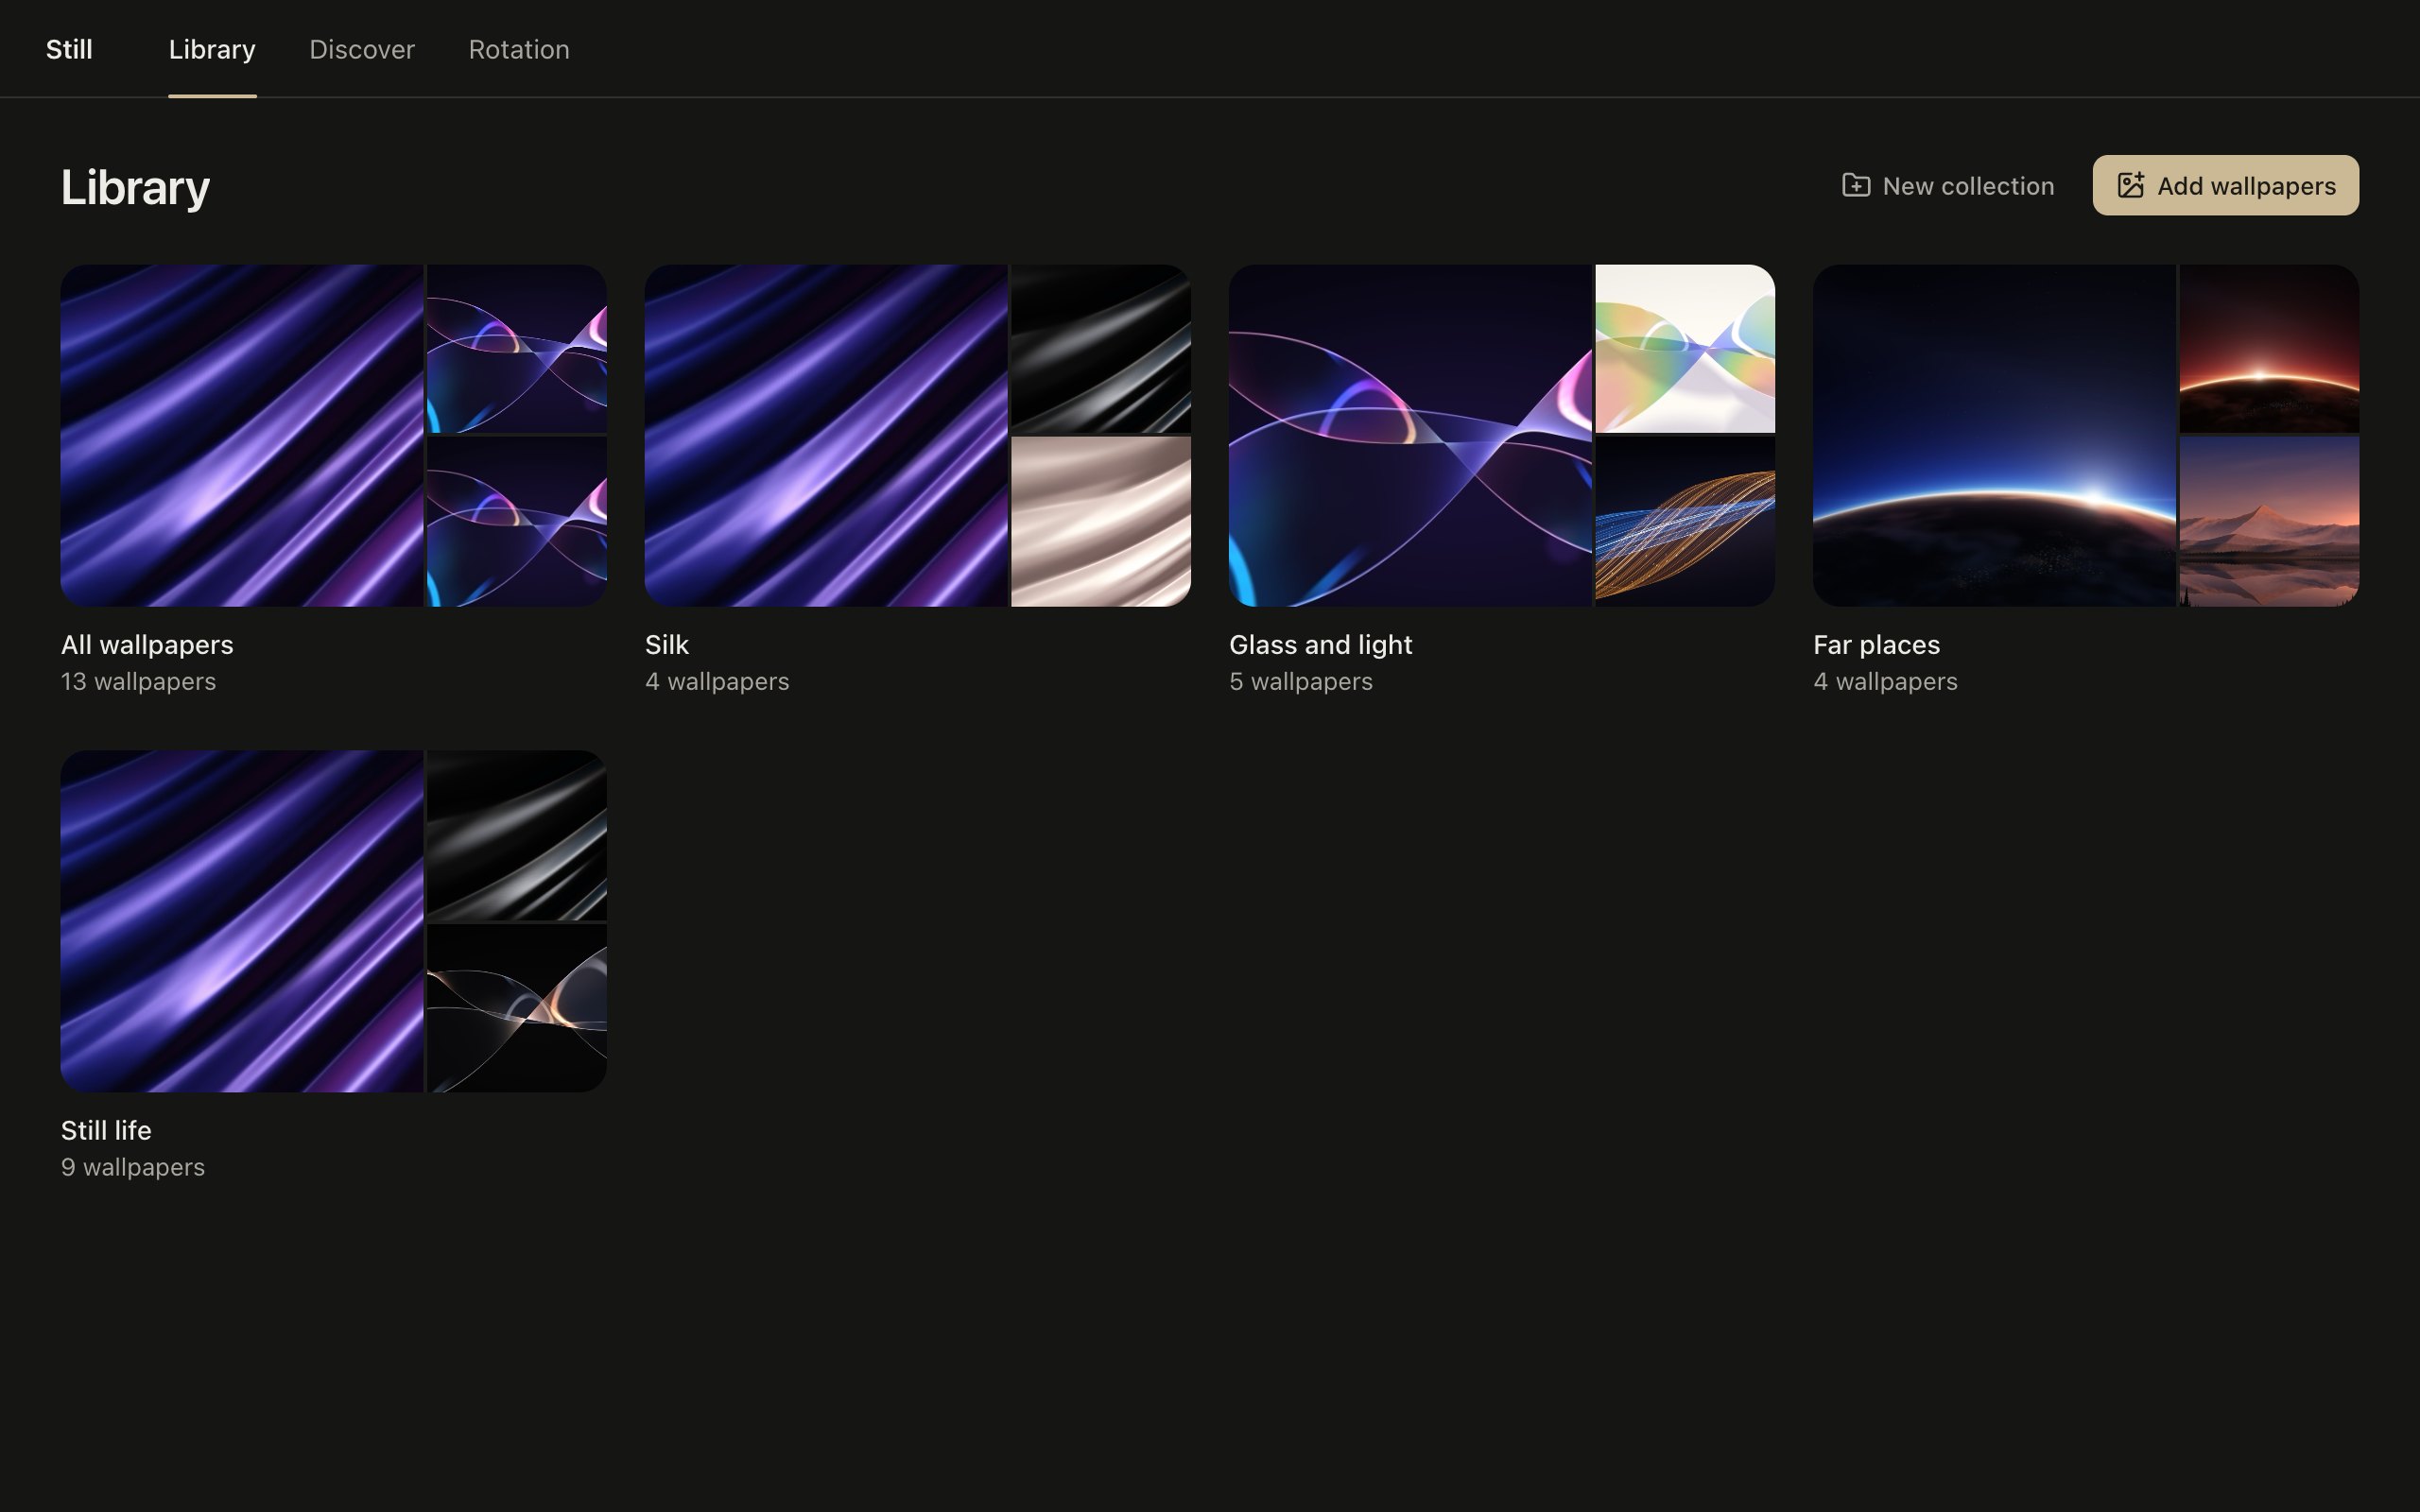 Still
Library
Discover
Rotation
Library
New collection
Add wallpapers
All wallpapers
13 wallpapers
Silk
4 wallpapers
Glass and light
5 wallpapers
Far places
4 wallpapers
Still life
9 wallpapers